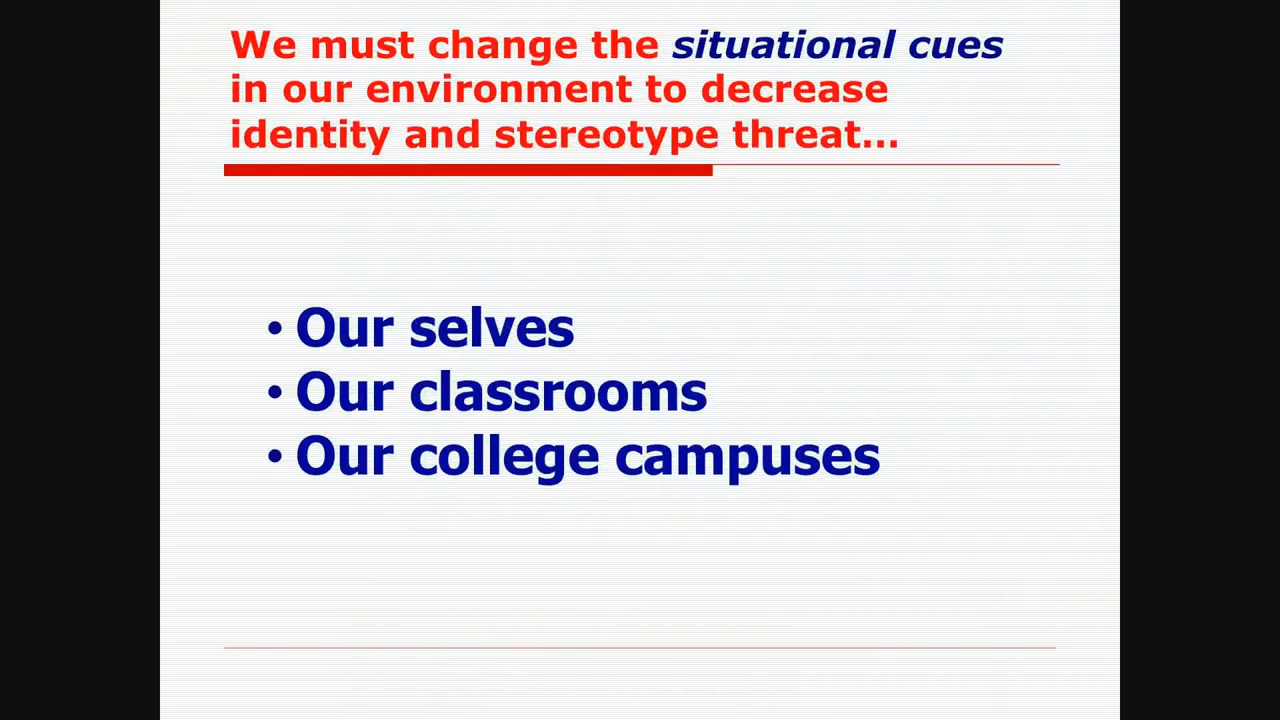 We must change the situational cues
in our environment to decrease
identity and stereotype threat...
• Our selves
• Our classrooms
• Our college campuses